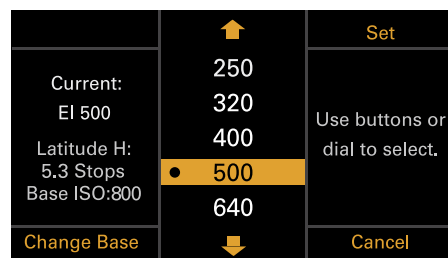 Current:
EI 500
Latitude H:
5.3 Stops
Base ISO:800
Change Base
250
320
400
500
640
Set
Use buttons or
dial to select.
Cancel